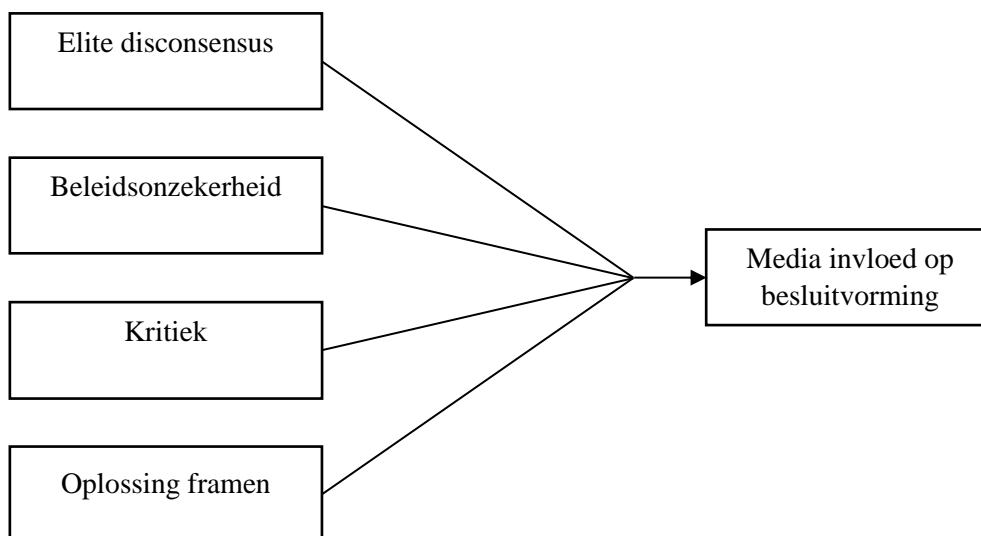 Elite disconsensus
Beleidsonzekerheid
Kritiek
Oplossing framen
Media invloed op
besluitvorming